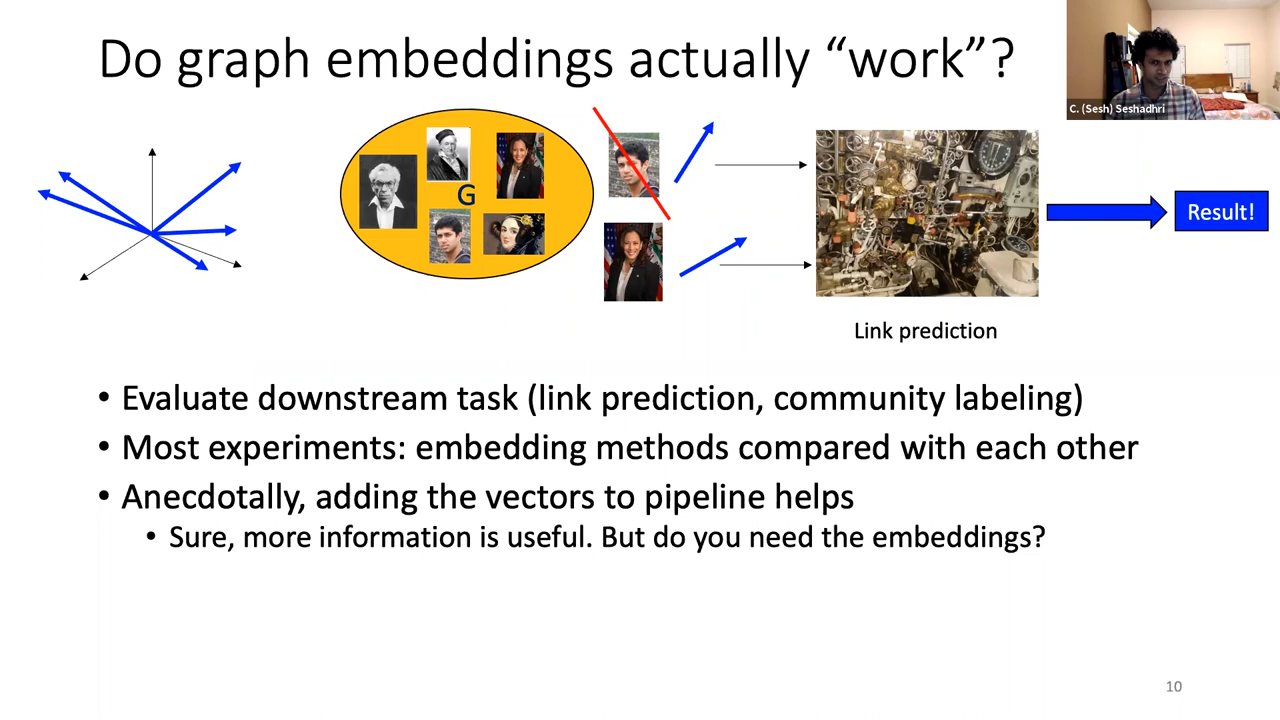 Do graph embeddings actually “work”?
C. (Sesh) Seshadhri
G
Result!
Link prediction
• Evaluate downstream task (link prediction, community labeling)
• Most experiments: embedding methods compared with each other
• Anecdotally, adding the vectors to pipeline helps
• Sure, more information is useful. But do you need the embeddings?
10